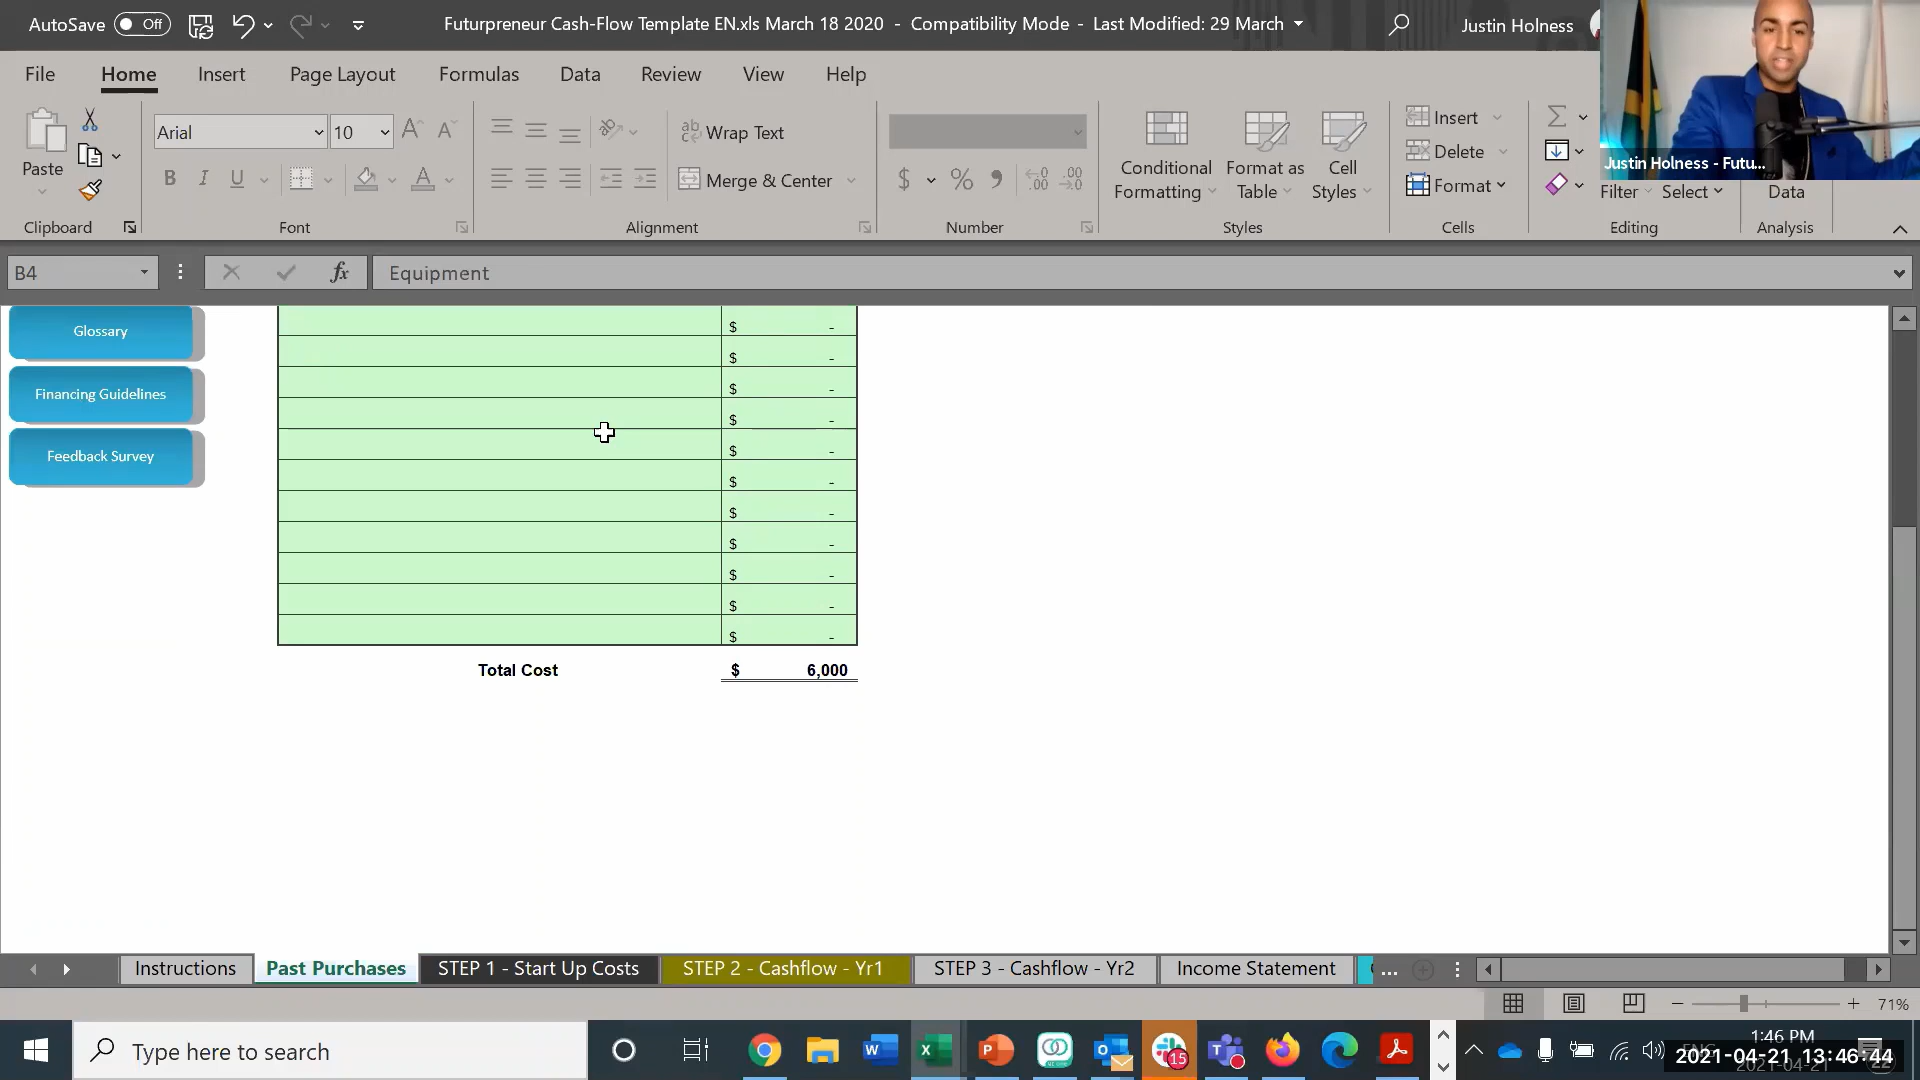 AutoSave Off Futurpreneur Cash-Flow Template EN.xls March 18 2020 - Compatibility Mode - Last Modified: 29 March Justin Holness
File Home Insert Page Layout Formulas Data Review View Help
Arial 10 Wrap Text Insert
Paste Conditional Format as Cell Delete
Merge & Center $ % Formatting Table Styles Format Filter Select Data
Justin Holness - Futu...
Clipboard Font Alignment Number Styles Cells Editing Analysis
B4 fx Equipment
Glossary
Financing Guidelines
Feedback Survey
$ -
$ -
$ -
$ -
$ -
$ -
$ -
$ -
$ -
$ -
$ -
Total Cost $ 6,000
Instructions Past Purchases STEP 1 - Start Up Costs STEP 2 - Cashflow - Yr1 STEP 3 - Cashflow - Yr2 Income Statement ...
71%
Type here to search 15 1:46 PM
2021-04-21 13:46:44